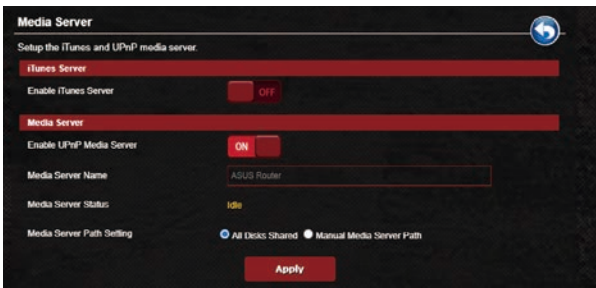 Media Server
Setup the iTunes and UPnP media server.
iTunes Server
Enable iTunes Server OFF
Media Server
Enable UPnP Media Server ON
Media Server Name ASUS Router
Media Server Status Idle
Media Server Path Setting All Disks Shared Manual Media Server Path
Apply